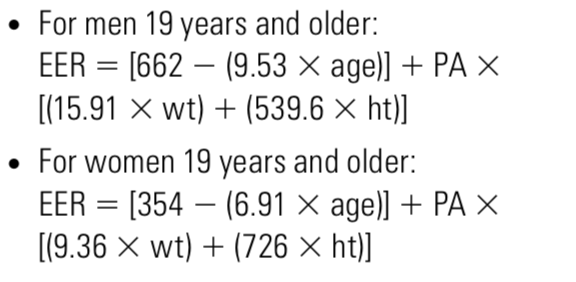 • For men 19 years and older:
EER = [662 – (9.53 × age)] + PA ×
[(15.91 × wt) + (539.6 × ht)]
• For women 19 years and older:
EER = [354 – (6.91 × age)] + PA ×
[(9.36 × wt) + (726 × ht)]